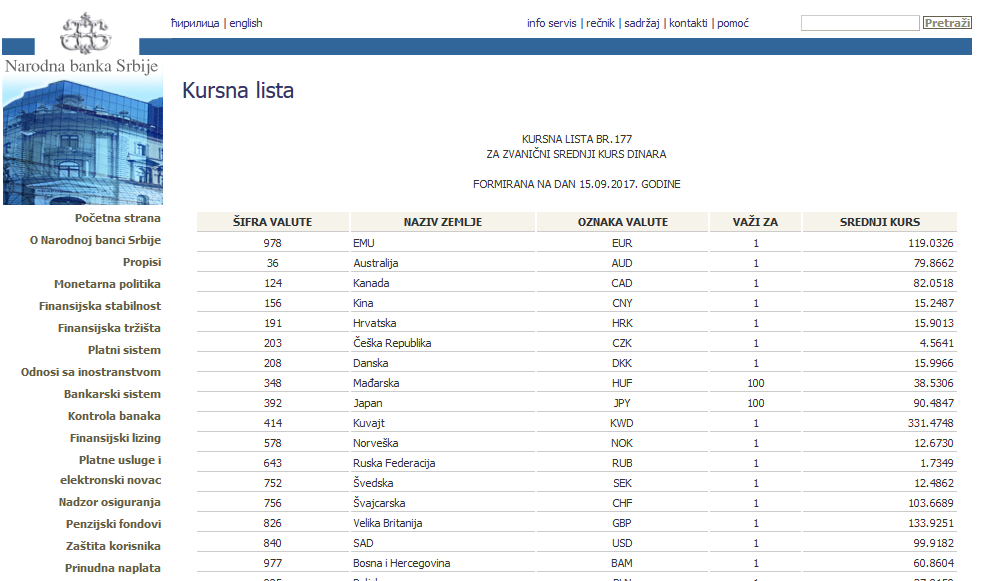 ћирилица | english
info servis | rečnik | sadržaj | kontakti | pomoć
Pretraži
Narodna banka Srbije
Kursna lista
KURSNA LISTA BR.177
ZA ZVANIČNI SREDNJI KURS DINARA
FORMIRANA NA DAN 15.09.2017. GODINE
Početna strana
O Narodnoj banci Srbije
Propisi
Monetarna politika
Finansijska stabilnost
Finansijska tržišta
Platni sistem
Odnosi sa inostranstvom
Bankarski sistem
Kontrola banaka
Finansijski lizing
Platne usluge i
elektronski novac
Nadzor osiguranja
Penzijski fondovi
Zaštita korisnika
Prinudna naplata
ŠIFRA VALUTE NAZIV ZEMLJE OZNAKA VALUTE VAŽI ZA SREDNJI KURS
978 EMU EUR 1 119.0326
36 Australija AUD 1 79.8662
124 Kanada CAD 1 82.0518
156 Kina CNY 1 15.2487
191 Hrvatska HRK 1 15.9013
203 Češka Republika CZK 1 4.5641
208 Danska DKK 1 15.9966
348 Mađarska HUF 100 38.5306
392 Japan JPY 100 90.4847
414 Kuvajt KWD 1 331.4748
578 Norveška NOK 1 12.6730
643 Ruska Federacija RUB 1 1.7349
752 Švedska SEK 1 12.4862
756 Švajcarska CHF 1 103.6689
826 Velika Britanija GBP 1 133.9251
840 SAD USD 1 99.9182
977 Bosna i Hercegovina BAM 1 60.8604